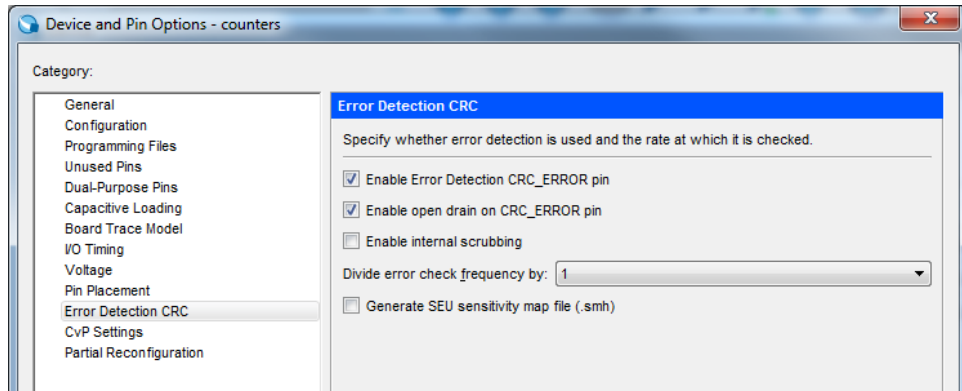 Device and Pin Options - counters
Category:
General
Configuration
Programming Files
Unused Pins
Dual-Purpose Pins
Capacitive Loading
Board Trace Model
I/O Timing
Voltage
Pin Placement
Error Detection CRC
CvP Settings
Partial Reconfiguration
Error Detection CRC
Specify whether error detection is used and the rate at which it is checked.
Enable Error Detection CRC_ERROR pin
Enable open drain on CRC_ERROR pin
Enable internal scrubbing
Divide error check frequency by: 1
Generate SEU sensitivity map file (.smh)